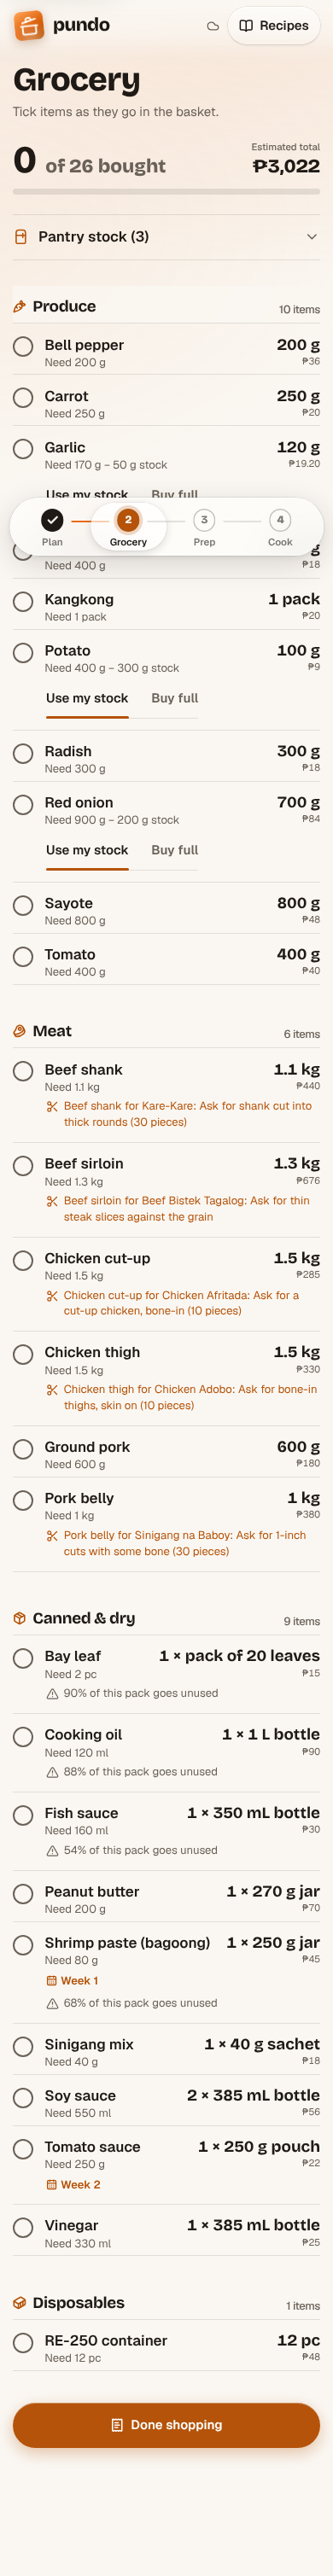 pundo
Recipes
Grocery
Tick items as they go in the basket.
Estimated total
0 of 26 bought
₱3,022
Pantry stock (3)
Produce
10 items
Bell pepper
200 g
Need 200 g
₱36
Carrot
250 g
Need 250 g
₱20
Garlic
120 g
Need 170 g – 50 g stock
₱19.20
Use my stock
Buy full
2
3
4
Plan
Grocery
Prep
Cook
g
Need 400 g
₱18
Kangkong
1 pack
Need 1 pack
₱20
Potato
100 g
Need 400 g – 300 g stock
₱9
Use my stock
Buy full
Radish
300 g
Need 300 g
₱18
Red onion
700 g
Need 900 g – 200 g stock
₱84
Use my stock
Buy full
Sayote
800 g
Need 800 g
₱48
Tomato
400 g
Need 400 g
₱40
Meat
6 items
Beef shank
1.1 kg
Need 1.1 kg
₱440
Beef shank for Kare-Kare: Ask for shank cut into
thick rounds (30 pieces)
Beef sirloin
1.3 kg
Need 1.3 kg
₱676
Beef sirloin for Beef Bistek Tagalog: Ask for thin
steak slices against the grain
Chicken cut-up
1.5 kg
Need 1.5 kg
₱285
Chicken cut-up for Chicken Afritada: Ask for a
cut-up chicken, bone-in (10 pieces)
Chicken thigh
1.5 kg
Need 1.5 kg
₱330
Chicken thigh for Chicken Adobo: Ask for bone-in
thighs, skin on (10 pieces)
Ground pork
600 g
Need 600 g
₱180
Pork belly
1 kg
Need 1 kg
₱380
Pork belly for Sinigang na Baboy: Ask for 1-inch
cuts with some bone (30 pieces)
Canned & dry
9 items
Bay leaf
1 × pack of 20 leaves
Need 2 pc
₱15
90% of this pack goes unused
Cooking oil
1 × 1 L bottle
Need 120 ml
₱90
88% of this pack goes unused
Fish sauce
1 × 350 mL bottle
Need 160 ml
₱30
54% of this pack goes unused
Peanut butter
1 × 270 g jar
Need 200 g
₱70
Shrimp paste (bagoong)
1 × 250 g jar
Need 80 g
₱45
Week 1
68% of this pack goes unused
Sinigang mix
1 × 40 g sachet
Need 40 g
₱18
Soy sauce
2 × 385 mL bottle
Need 550 ml
₱56
Tomato sauce
1 × 250 g pouch
Need 250 g
₱22
Week 2
Vinegar
1 × 385 mL bottle
Need 330 ml
₱25
Disposables
1 items
RE-250 container
12 pc
Need 12 pc
₱48
Done shopping